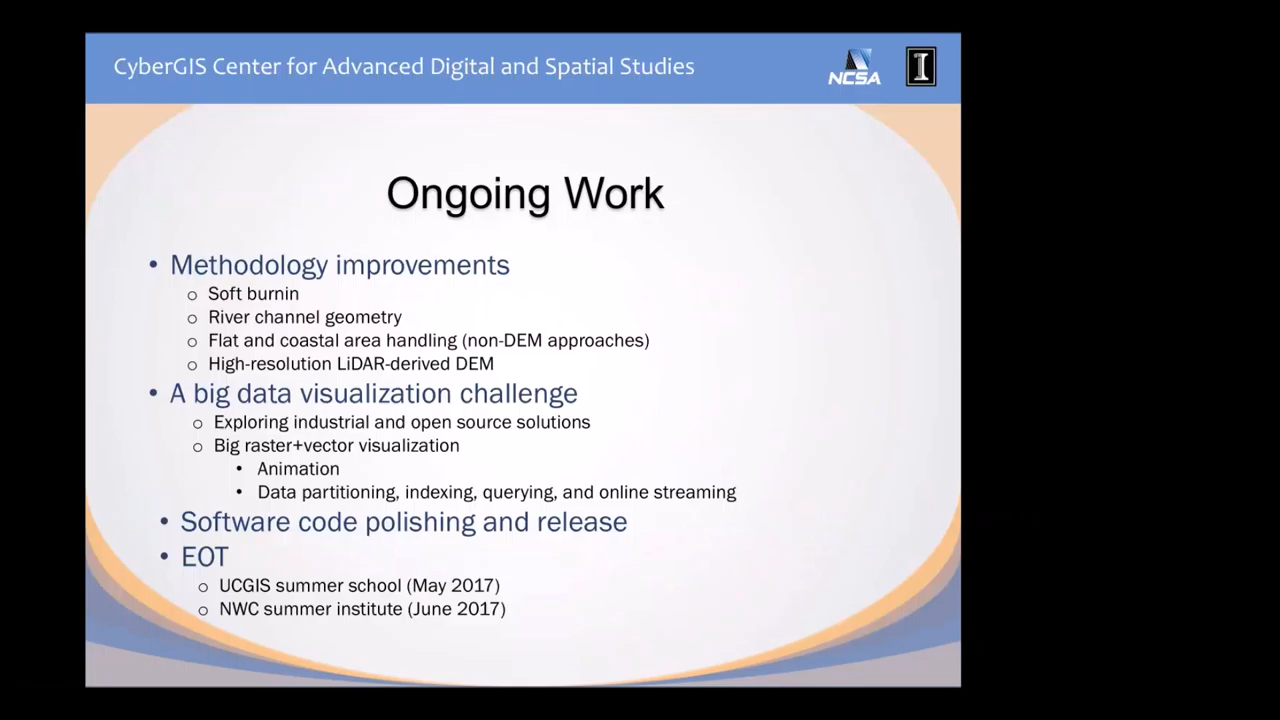 CyberGIS Center for Advanced Digital and Spatial Studies
NCSA
I
Ongoing Work
• Methodology improvements
o Soft burnin
o River channel geometry
o Flat and coastal area handling (non-DEM approaches)
o High-resolution LiDAR-derived DEM
• A big data visualization challenge
o Exploring industrial and open source solutions
o Big raster+vector visualization
• Animation
• Data partitioning, indexing, querying, and online streaming
• Software code polishing and release
• EOT
o UCGIS summer school (May 2017)
o NWC summer institute (June 2017)